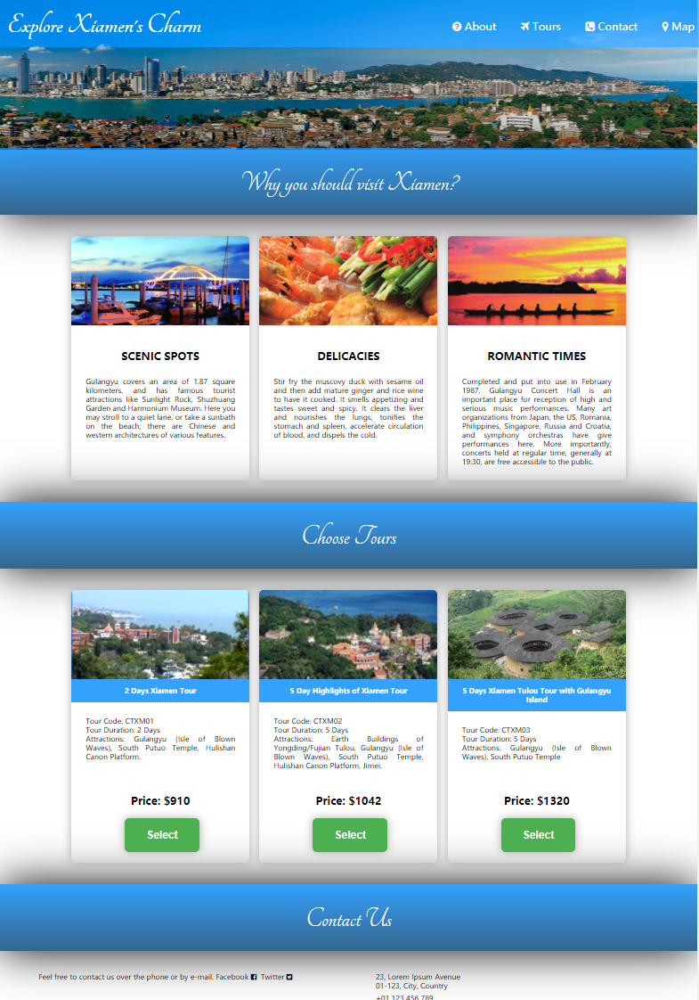 Explore Xiamen's Charm
About
Tours
Contact
Map
Why you should visit Xiamen?
SCENIC SPOTS
Gulangyu covers an area of 1.87 square
kilometers, and has famous tourist
attractions like Sunlight Rock, Shuzhuang
Garden and Harmonium Museum. Here you
may stroll to a quiet lane, or take a sunbath
on the beach; there are Chinese and
western architectures of various features.
DELICACIES
Stir fry the muscovy duck with sesame oil
and then add mature ginger and rice wine
to have it cooked. It smells appetizing and
tastes sweet and spicy. It clears the liver
and nourishes the lungs, tonifies the
stomach and spleen, accelerate circulation
of blood, and dispels the cold.
ROMANTIC TIMES
Completed and put into use in February
1987, Gulangyu Concert Hall is an
important place for reception of high and
serious music performances. Many art
organizations from Japan, the US, Romania,
Philippines, Singapore, Russia and Croatia,
and symphony orchestras have give
performances here. More importantly,
concerts held at regular time, generally at
19:30, are free accessible to the public.
Choose Tours
2 Days Xiamen Tour
Tour Code: CTXM01
Tour Duration: 2 Days
Attractions: Gulangyu (Isle of Blown
Waves), South Putuo Temple, Hulishan
Canon Platform.
Price: $910
Select
5 Day Highlights of Xiamen Tour
Tour Code: CTXM02
Tour Duration: 5 Days
Attractions: Earth Buildings of
Yongding/Fujian Tulou, Gulangyu (Isle of
Blown Waves), South Putuo Temple,
Hulishan Canon Platform, Jimei.
Price: $1042
Select
5 Days Xiamen Tulou Tour with Gulangyu
Island
Tour Code: CTXM03
Tour Duration: 5 Days
Attractions: Gulangyu (Isle of Blown
Waves), South Putuo Temple
Price: $1320
Select
Contact Us
Feel free to contact us over the phone or by e-mail. Facebook Twitter
23, Lorem Ipsum Avenue
01-123, City, Country
+01 123 456 789